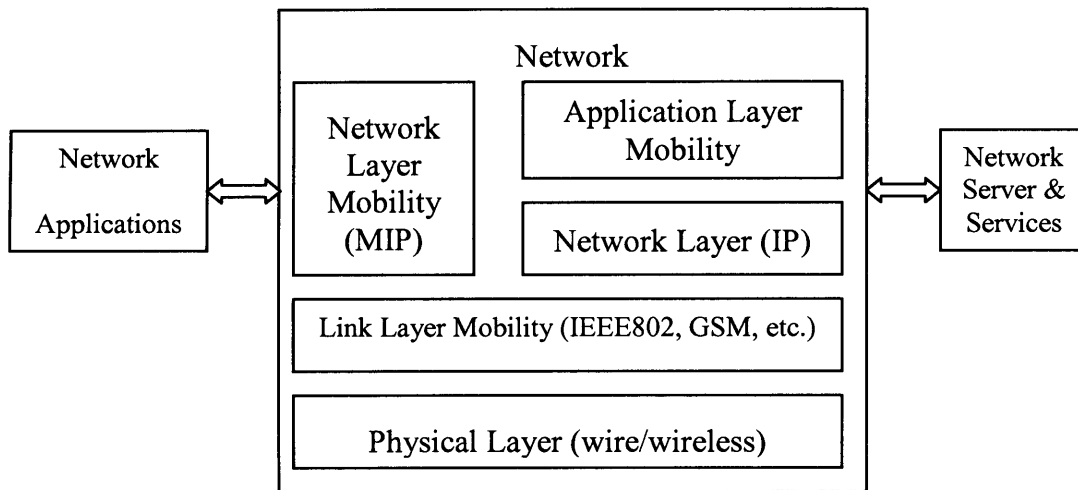 Network
Network
Applications
Network
Layer
Mobility
(MIP)
Application Layer
Mobility
Network Layer (IP)
Link Layer Mobility (IEEE802, GSM, etc.)
Physical Layer (wire/wireless)
Network
Server &
Services